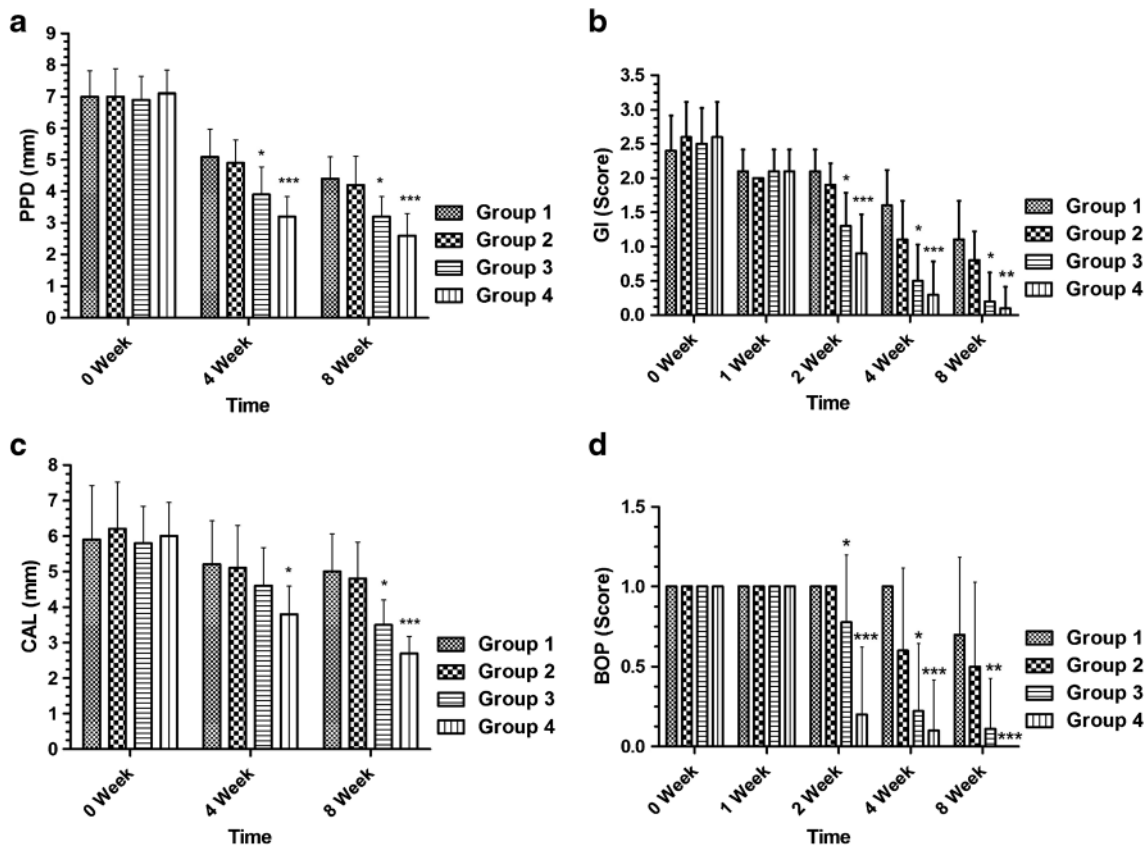 a
PPD (mm)
9
8
7
6
5
4
3
2
1
0
*
***
*
***
0 Week
4 Week
8 Week
Time
Group 1
Group 2
Group 3
Group 4
b
GI (Score)
3.5
3.0
2.5
2.0
1.5
1.0
0.5
0.0
*
***
*
***
*
**
0 Week
1 Week
2 Week
4 Week
8 Week
Time
Group 1
Group 2
Group 3
Group 4
c
CAL (mm)
8
7
6
5
4
3
2
1
0
*
*
***
0 Week
4 Week
8 Week
Time
Group 1
Group 2
Group 3
Group 4
d
BOP (Score)
1.5
1.0
0.5
0.0
*
***
*
***
**
***
0 Week
1 Week
2 Week
4 Week
8 Week
Time
Group 1
Group 2
Group 3
Group 4